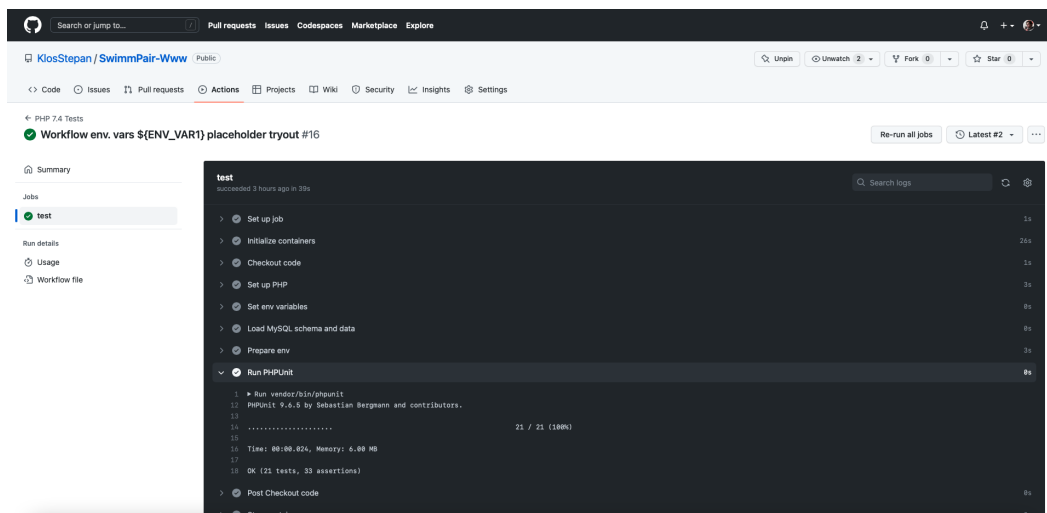 Search or jump to... /
Pull requests Issues Codespaces Marketplace Explore
KlosStepan / SwimmPair-Www Public
Unpin Unwatch 2 Fork 0 Star 0
<> Code Issues Pull requests Actions Projects Wiki Security Insights Settings
← PHP 7.4 Tests
Workflow env. vars ${ENV_VAR1} placeholder tryout #16
Re-run all jobs Latest #2 ...
Summary
Jobs
test
Run details
Usage
Workflow file
test
succeeded 3 hours ago in 39s
Search logs
Set up job 1s
Initialize containers 26s
Checkout code 1s
Set up PHP 3s
Set env variables 0s
Load MySQL schema and data 0s
Prepare env 3s
Run PHPUnit 0s
1 ▶ Run vendor/bin/phpunit
12 PHPUnit 9.6.5 by Sebastian Bergmann and contributors.
13
14 ..................... 21 / 21 (100%)
15
16 Time: 00:00.024, Memory: 6.00 MB
17
18 OK (21 tests, 33 assertions)
Post Checkout code 0s